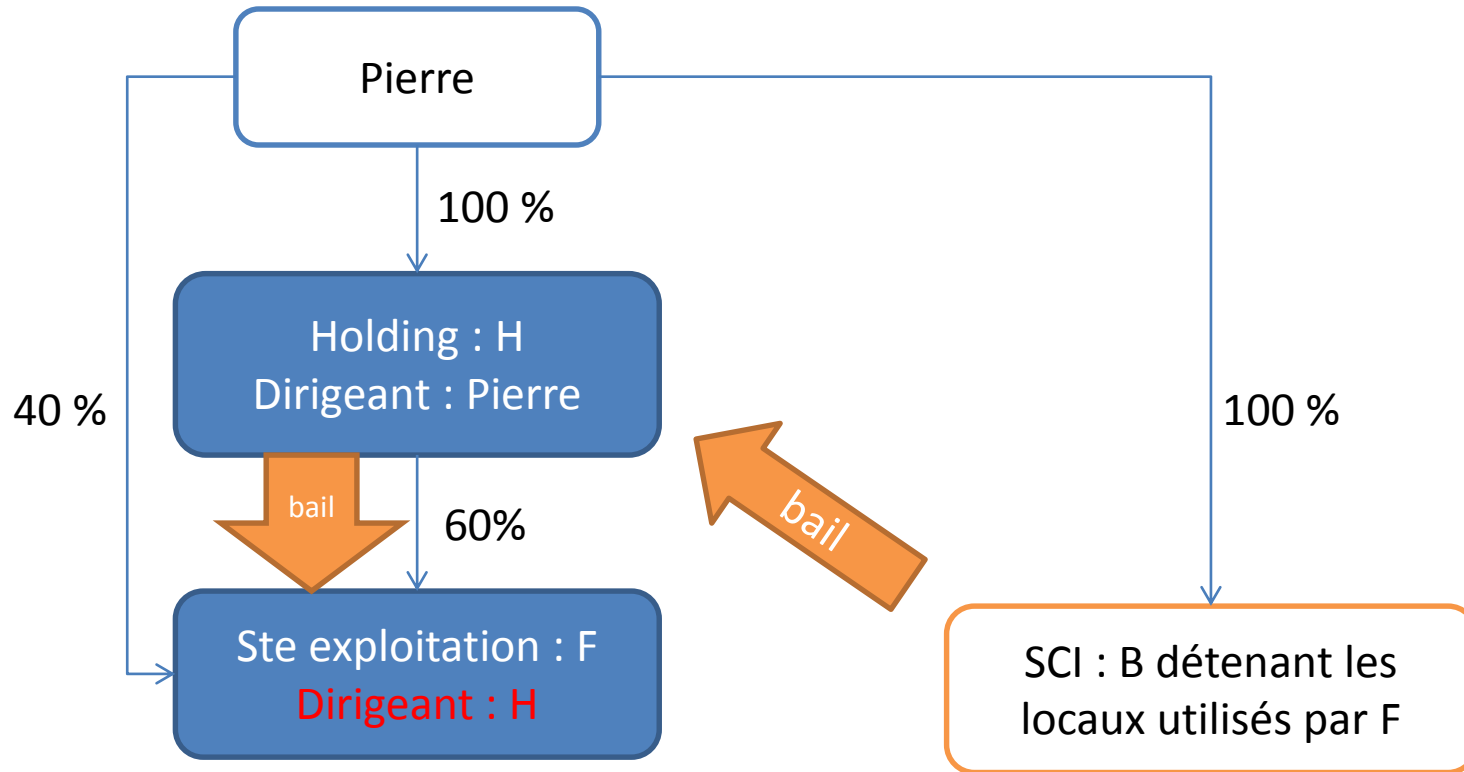 Pierre
100 %
Holding : H
Dirigeant : Pierre
40 %
100 %
bail
60%
bail
Ste exploitation : F
Dirigeant : H
SCI : B détenant les
locaux utilisés par F